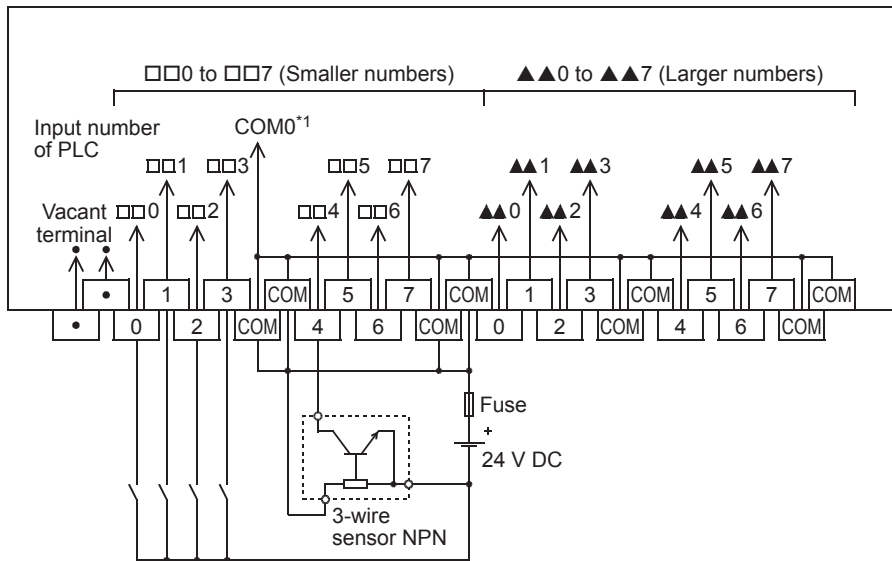 □□0 to □□7 (Smaller numbers) ▲▲0 to ▲▲7 (Larger numbers)
Input number
of PLC
COM0*1
□□1 □□3 □□5 □□7 ▲▲1 ▲▲3 ▲▲5 ▲▲7
Vacant
terminal
□□0 □□2 □□4 □□6 ▲▲0 ▲▲2 ▲▲4 ▲▲6
• •
• 1 3 COM 5 7 COM 1 3 COM 5 7 COM
• 0 2 COM 4 6 COM 0 2 COM 4 6 COM
Fuse
+
24 V DC
3-wire
sensor NPN